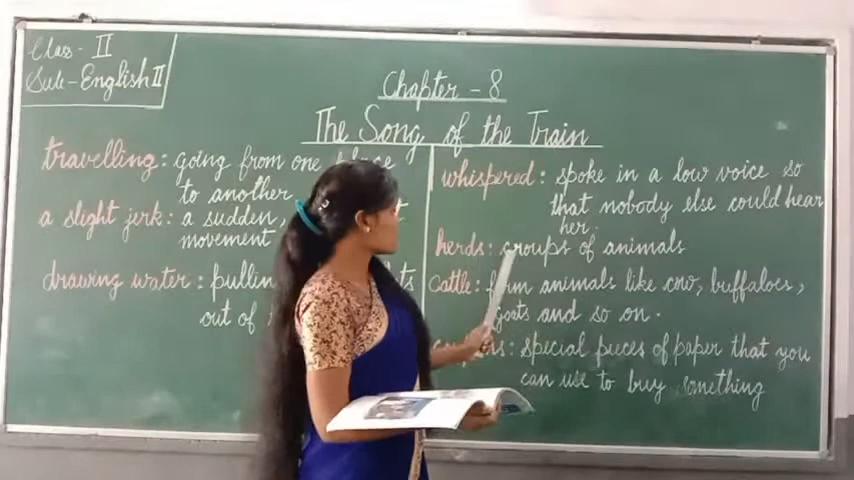 Class - II
Sub - English II
Chapter - 8
The Song of the Train
travelling : going from one place
to another
a slight jerk : a sudden,
movement
drawing water :
out of
whispered : spoke in a low voice so
that nobody else could hear
her.
herds : groups of animals
cattle : farm animals like cow, buffaloes,
goats and so on.
special pieces of paper that you
can use to buy something